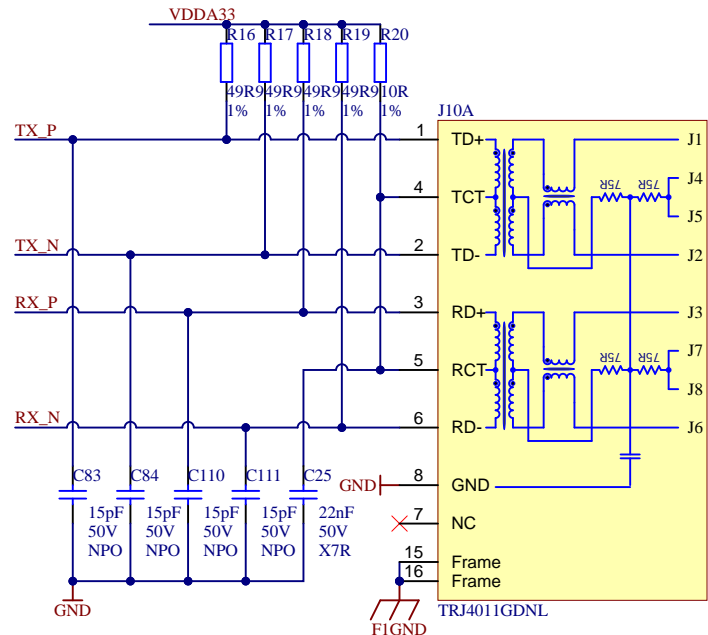 VDDA33
R16 R17 R18 R19 R20
49R9 49R9 49R9 49R9 10R
1% 1% 1% 1% 1%
J10A
TX_P
1 TD+ J1
75R 75R J4
4 TCT
J5
TX_N
2 TD- J2
RX_P
3 RD+ J3
75R 75R J7
5 RCT
J8
RX_N
6 RD- J6
C83 C84 C110 C111 C25
GND 8 GND
15pF 15pF 15pF 15pF 22nF
50V 50V 50V 50V 50V
NPO NPO NPO NPO X7R
7 NC
15 Frame
16 Frame
GND
F1GND
TRJ4011GDNL